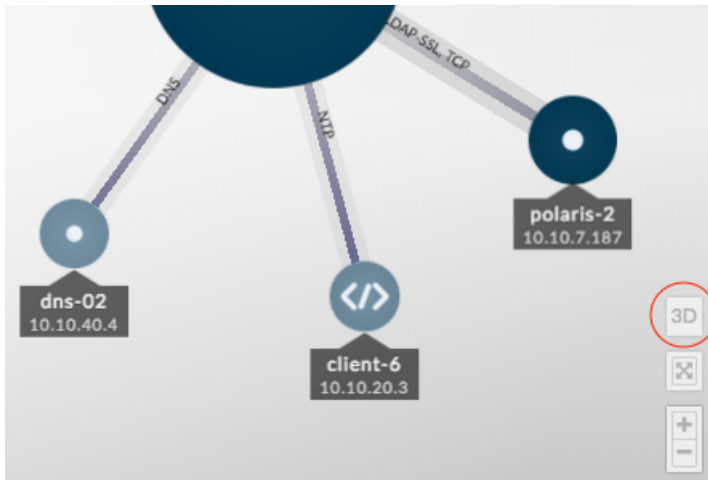 LDAP-SSL, TCP
DNS
NTP
polaris-2
10.10.7.187
dns-02
10.10.40.4
3D
</>
client-6
10.10.20.3
+
−